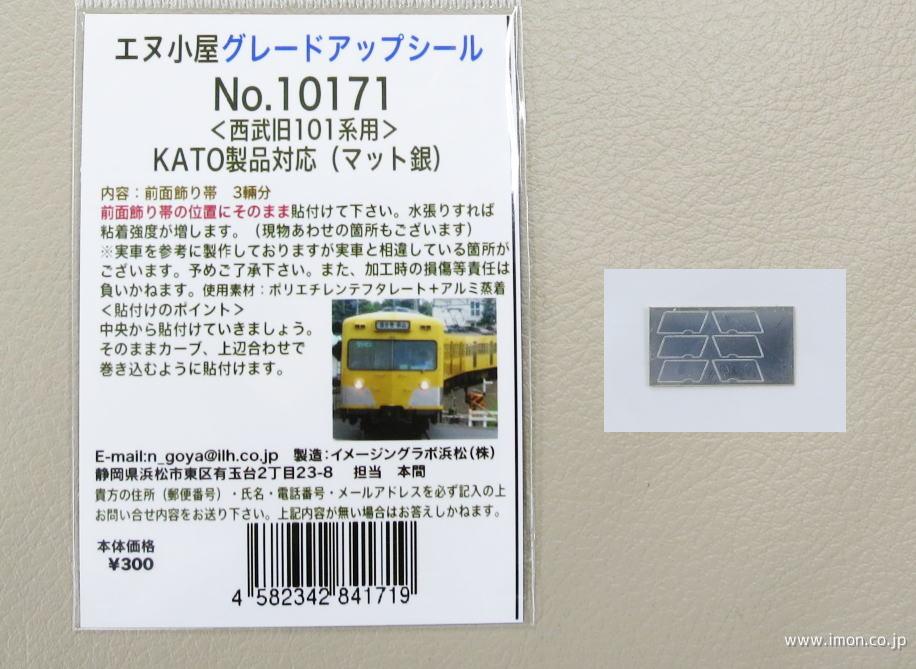 エヌ小屋グレードアップシール
No.10171
＜西武旧101系用＞
KATO製品対応（マット銀）
内容：前面飾り帯　3輛分
前面飾り帯の位置にそのまま貼付けて下さい。水張りすれば
粘着強度が増します。（現物あわせの箇所もございます）
※実車を参考に製作しておりますが実車と相違している箇所が
ございます。予めご了承下さい。また、加工時の損傷等責任は
負いかねます。使用素材：ポリエチレンテフタレート＋アルミ蒸着
＜貼付けのポイント＞
中央から貼付けていきましょう。
そのままカーブ、上辺合わせで
巻き込むように貼付けます。
E-mail:n_goya@ilh.co.jp　製造：イメージングラボ浜松（株）
静岡県浜松市東区有玉台2丁目23-8　担当　本間
貴方の住所（郵便番号）・氏名・電話番号・メールアドレスを必ず記入の上
お問い合せ内容をお送り下さい。上記内容が無い場合はお答えしかねます。
本体価格
¥300
4 582342 841719
www.imon.co.jp